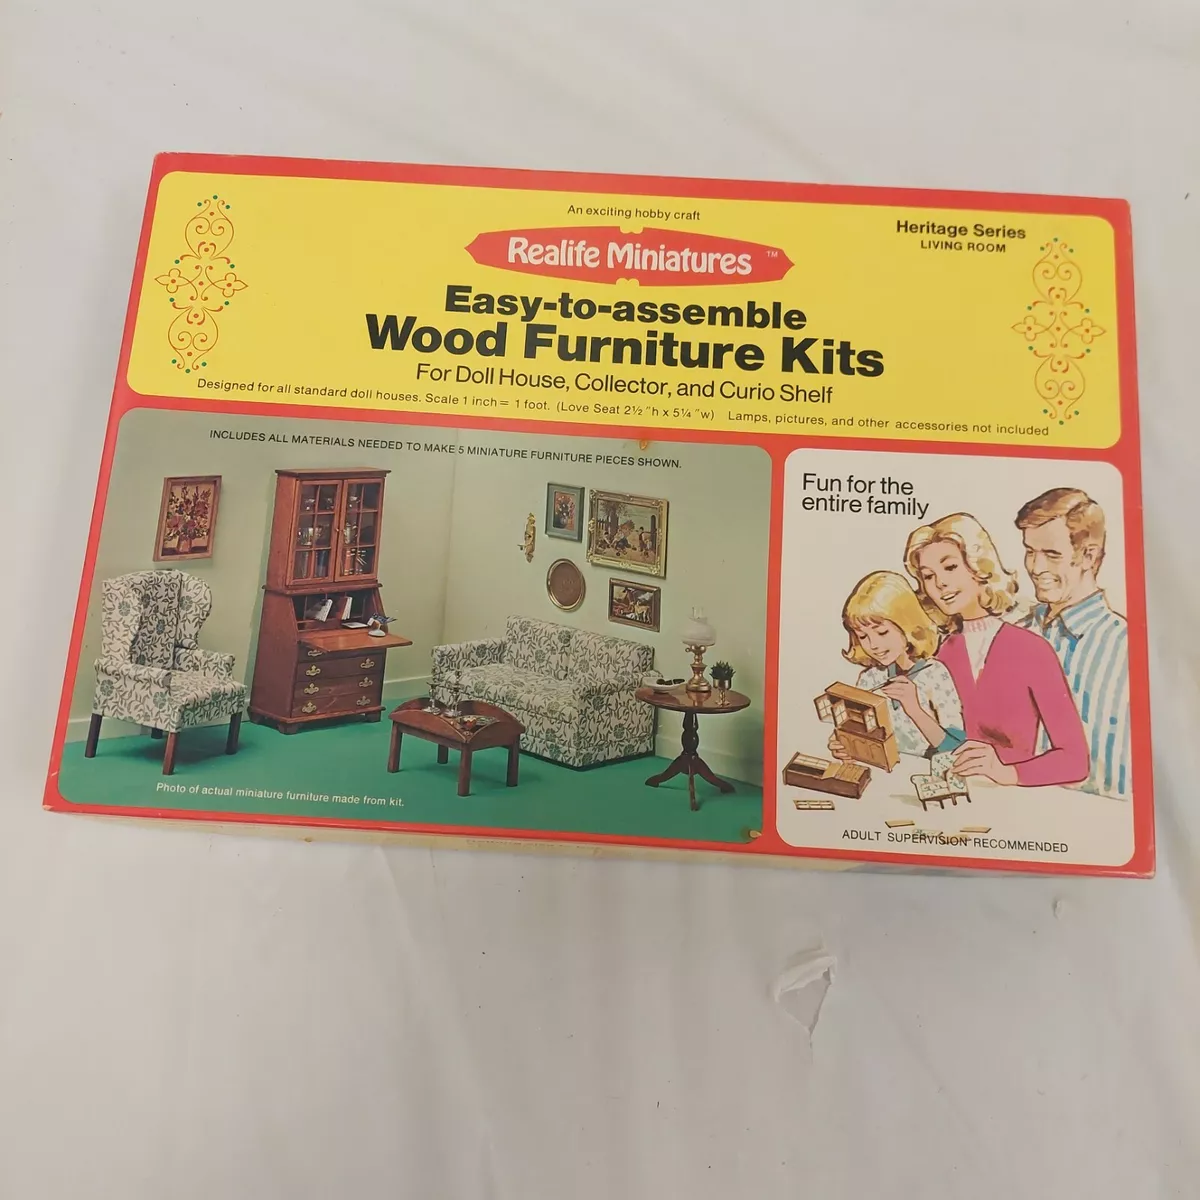 An exciting hobby craft
Heritage Series
LIVING ROOM
Realife Miniatures™
Easy-to-assemble
Wood Furniture Kits
For Doll House, Collector, and Curio Shelf
Designed for all standard doll houses. Scale 1 inch = 1 foot. (Love Seat 2½"h x 5¼"w) Lamps, pictures, and other accessories not included
INCLUDES ALL MATERIALS NEEDED TO MAKE 5 MINIATURE FURNITURE PIECES SHOWN.
Photo of actual miniature furniture made from kit.
Fun for the
entire family
ADULT SUPERVISION RECOMMENDED